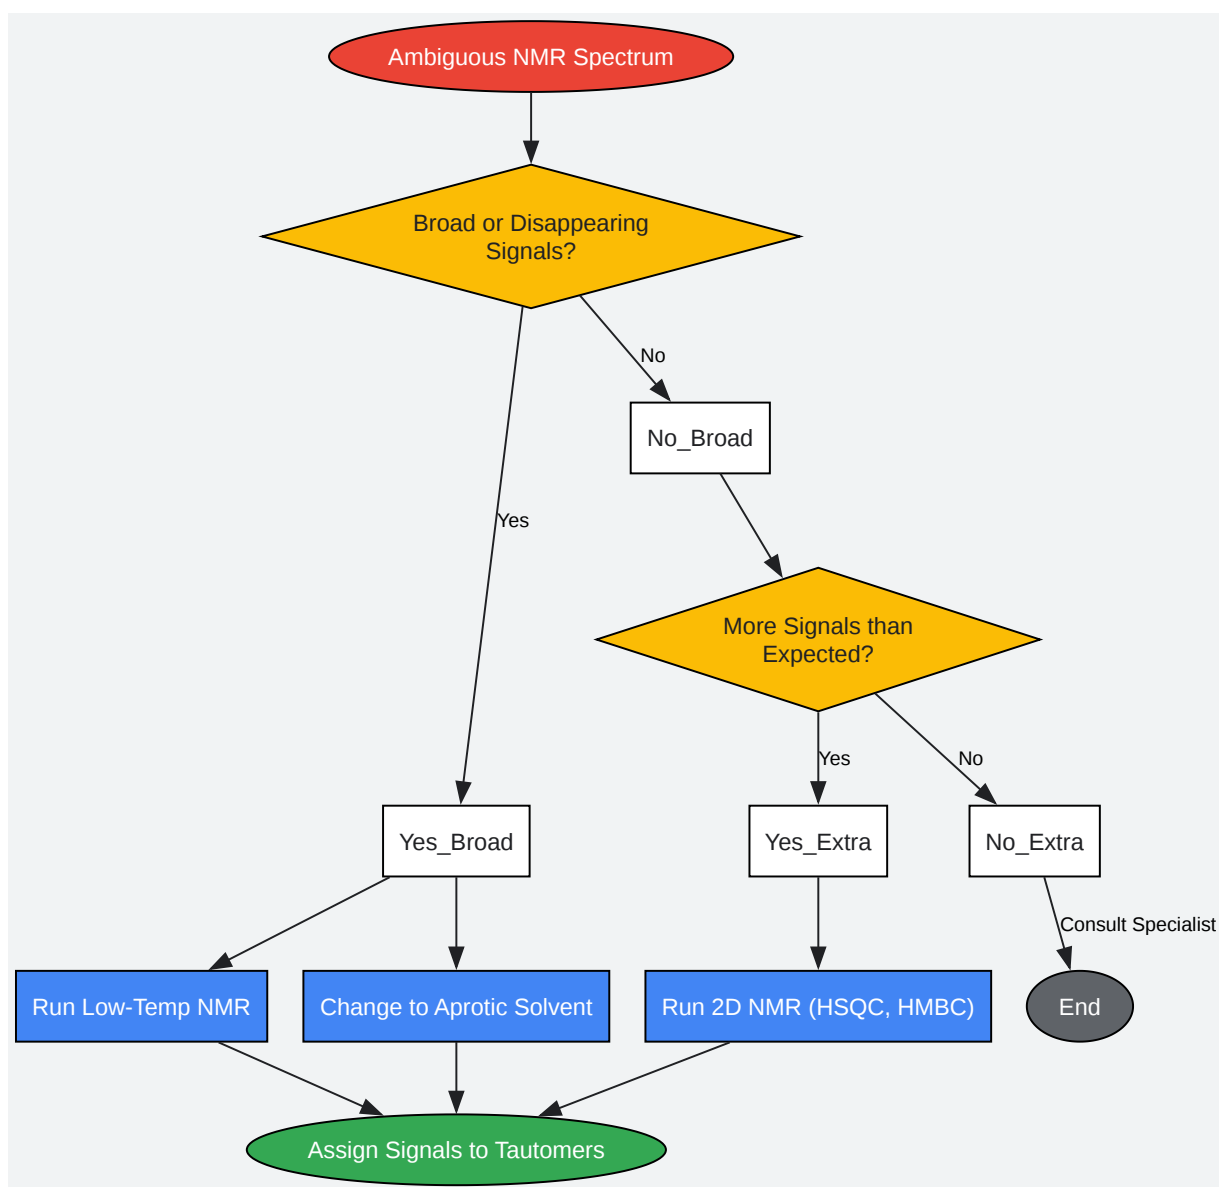 Ambiguous NMR Spectrum
Broad or Disappearing
Signals?
No
No_Broad
Yes
More Signals than
Expected?
Yes
No
Yes_Broad
Yes_Extra
No_Extra
Consult Specialist
Run Low-Temp NMR
Change to Aprotic Solvent
Run 2D NMR (HSQC, HMBC)
End
Assign Signals to Tautomers